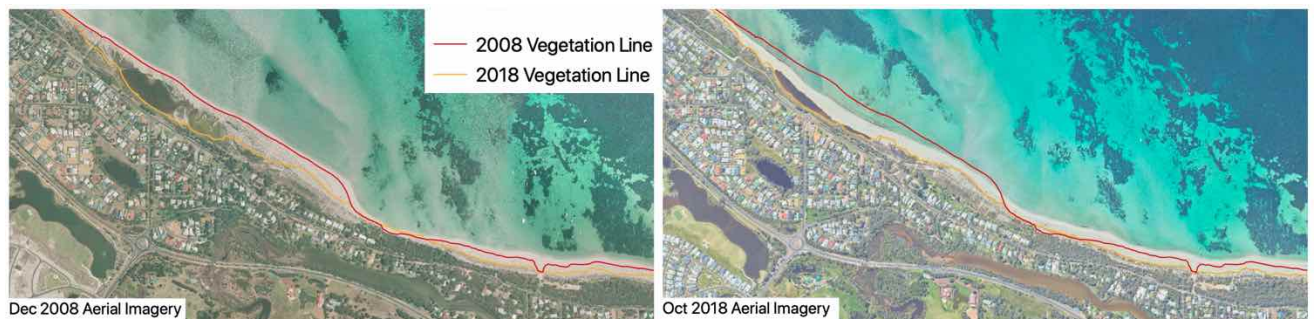 2008 Vegetation Line
2018 Vegetation Line
Dec 2008 Aerial Imagery
Oct 2018 Aerial Imagery